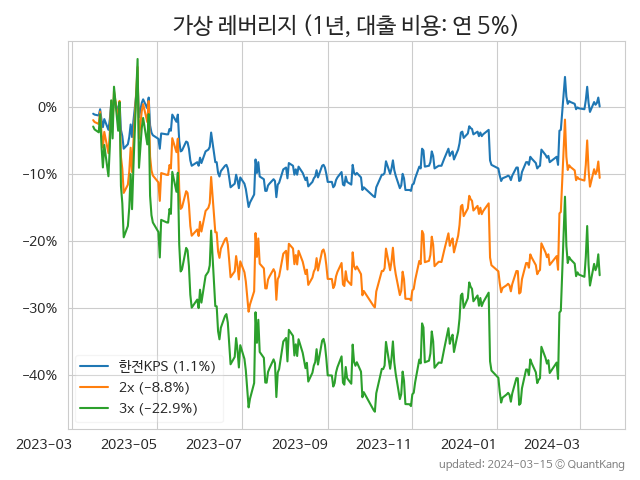 가상 레버리지 (1년, 대출 비용: 연 5%)
0%
−10%
−20%
−30%
−40%
한전KPS (1.1%)
2x (−8.8%)
3x (−22.9%)
2023-03 2023-05 2023-07 2023-09 2023-11 2024-01 2024-03
updated: 2024-03-15 © QuantKang